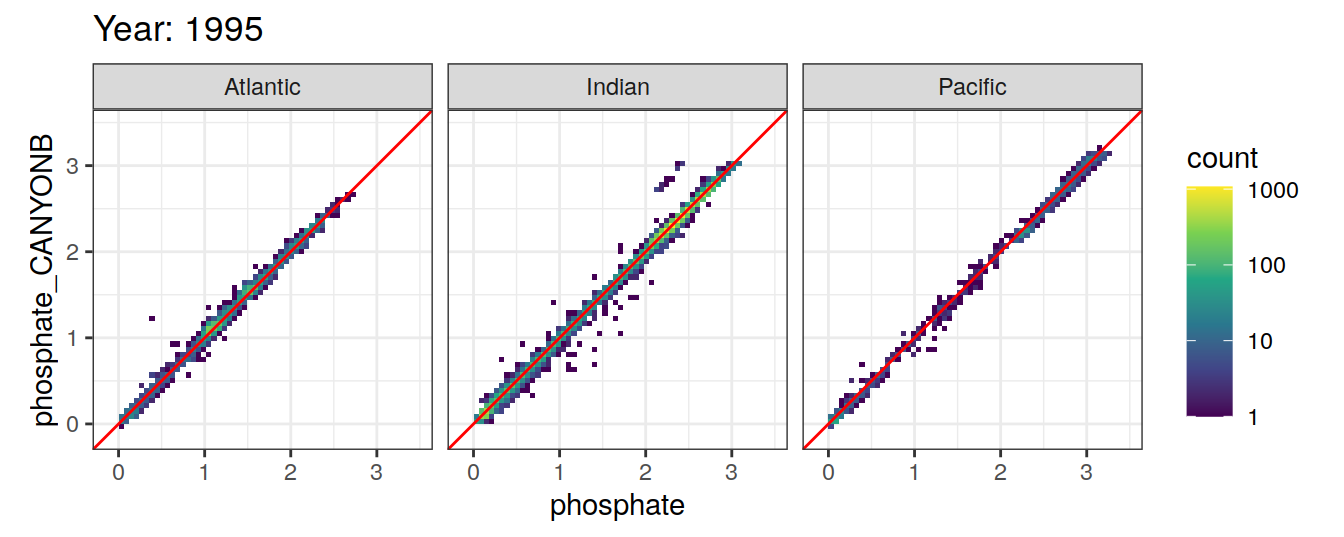 Year: 1995
Atlantic
Indian
Pacific
phosphate_CANYONB
3
2
1
0
0 1 2 3
0 1 2 3
0 1 2 3
phosphate
count
1000
100
10
1